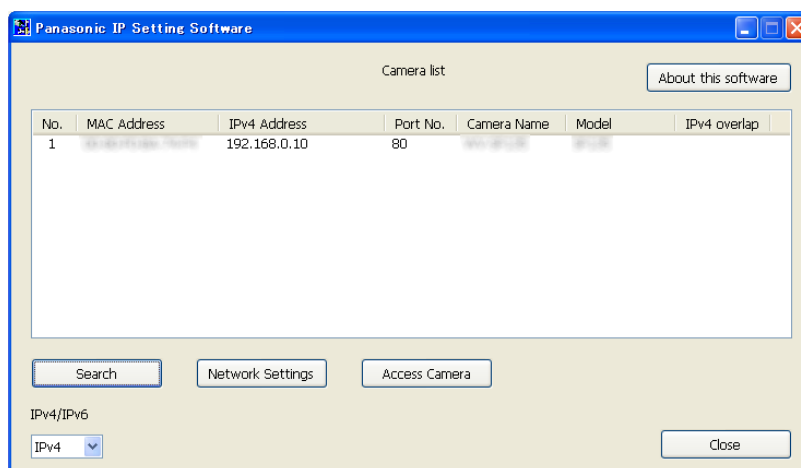 Panasonic IP Setting Software
Camera list
About this software
No. MAC Address IPv4 Address Port No. Camera Name Model IPv4 overlap
1 192.168.0.10 80
Search Network Settings Access Camera
IPv4/IPv6
IPv4
Close